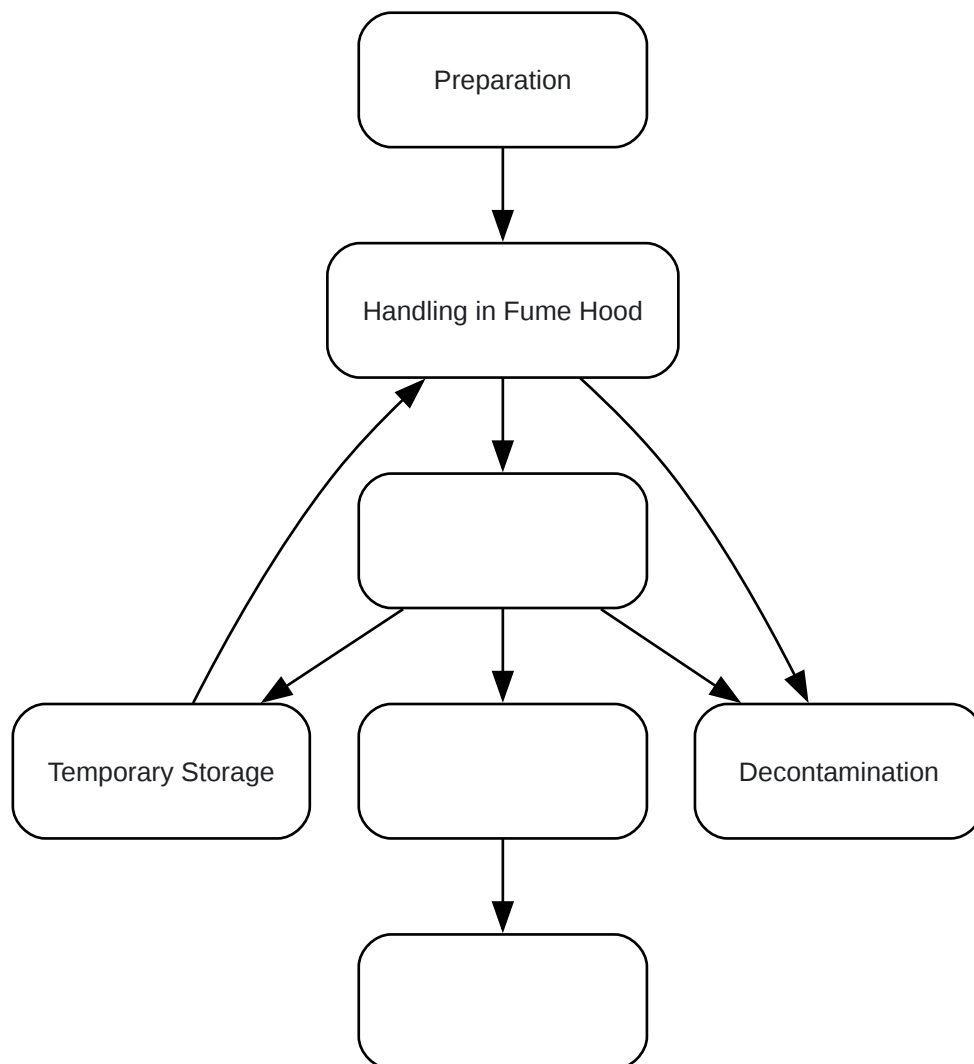 Preparation
Handling in Fume Hood
Temporary Storage
Decontamination